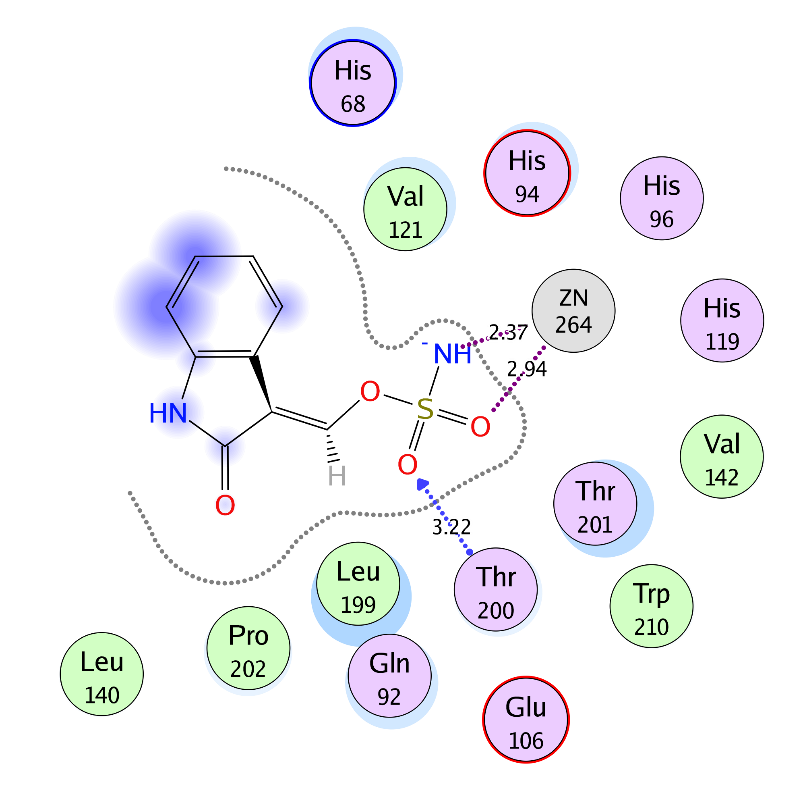 His
68
His
94
His
96
Val
121
ZN
264
His
119
2.37
-
NH
2.94
O
S
O
HN
O
H
O
Val
142
Thr
201
3.22
Leu
199
Thr
200
Trp
210
Pro
202
Gln
92
Leu
140
Glu
106